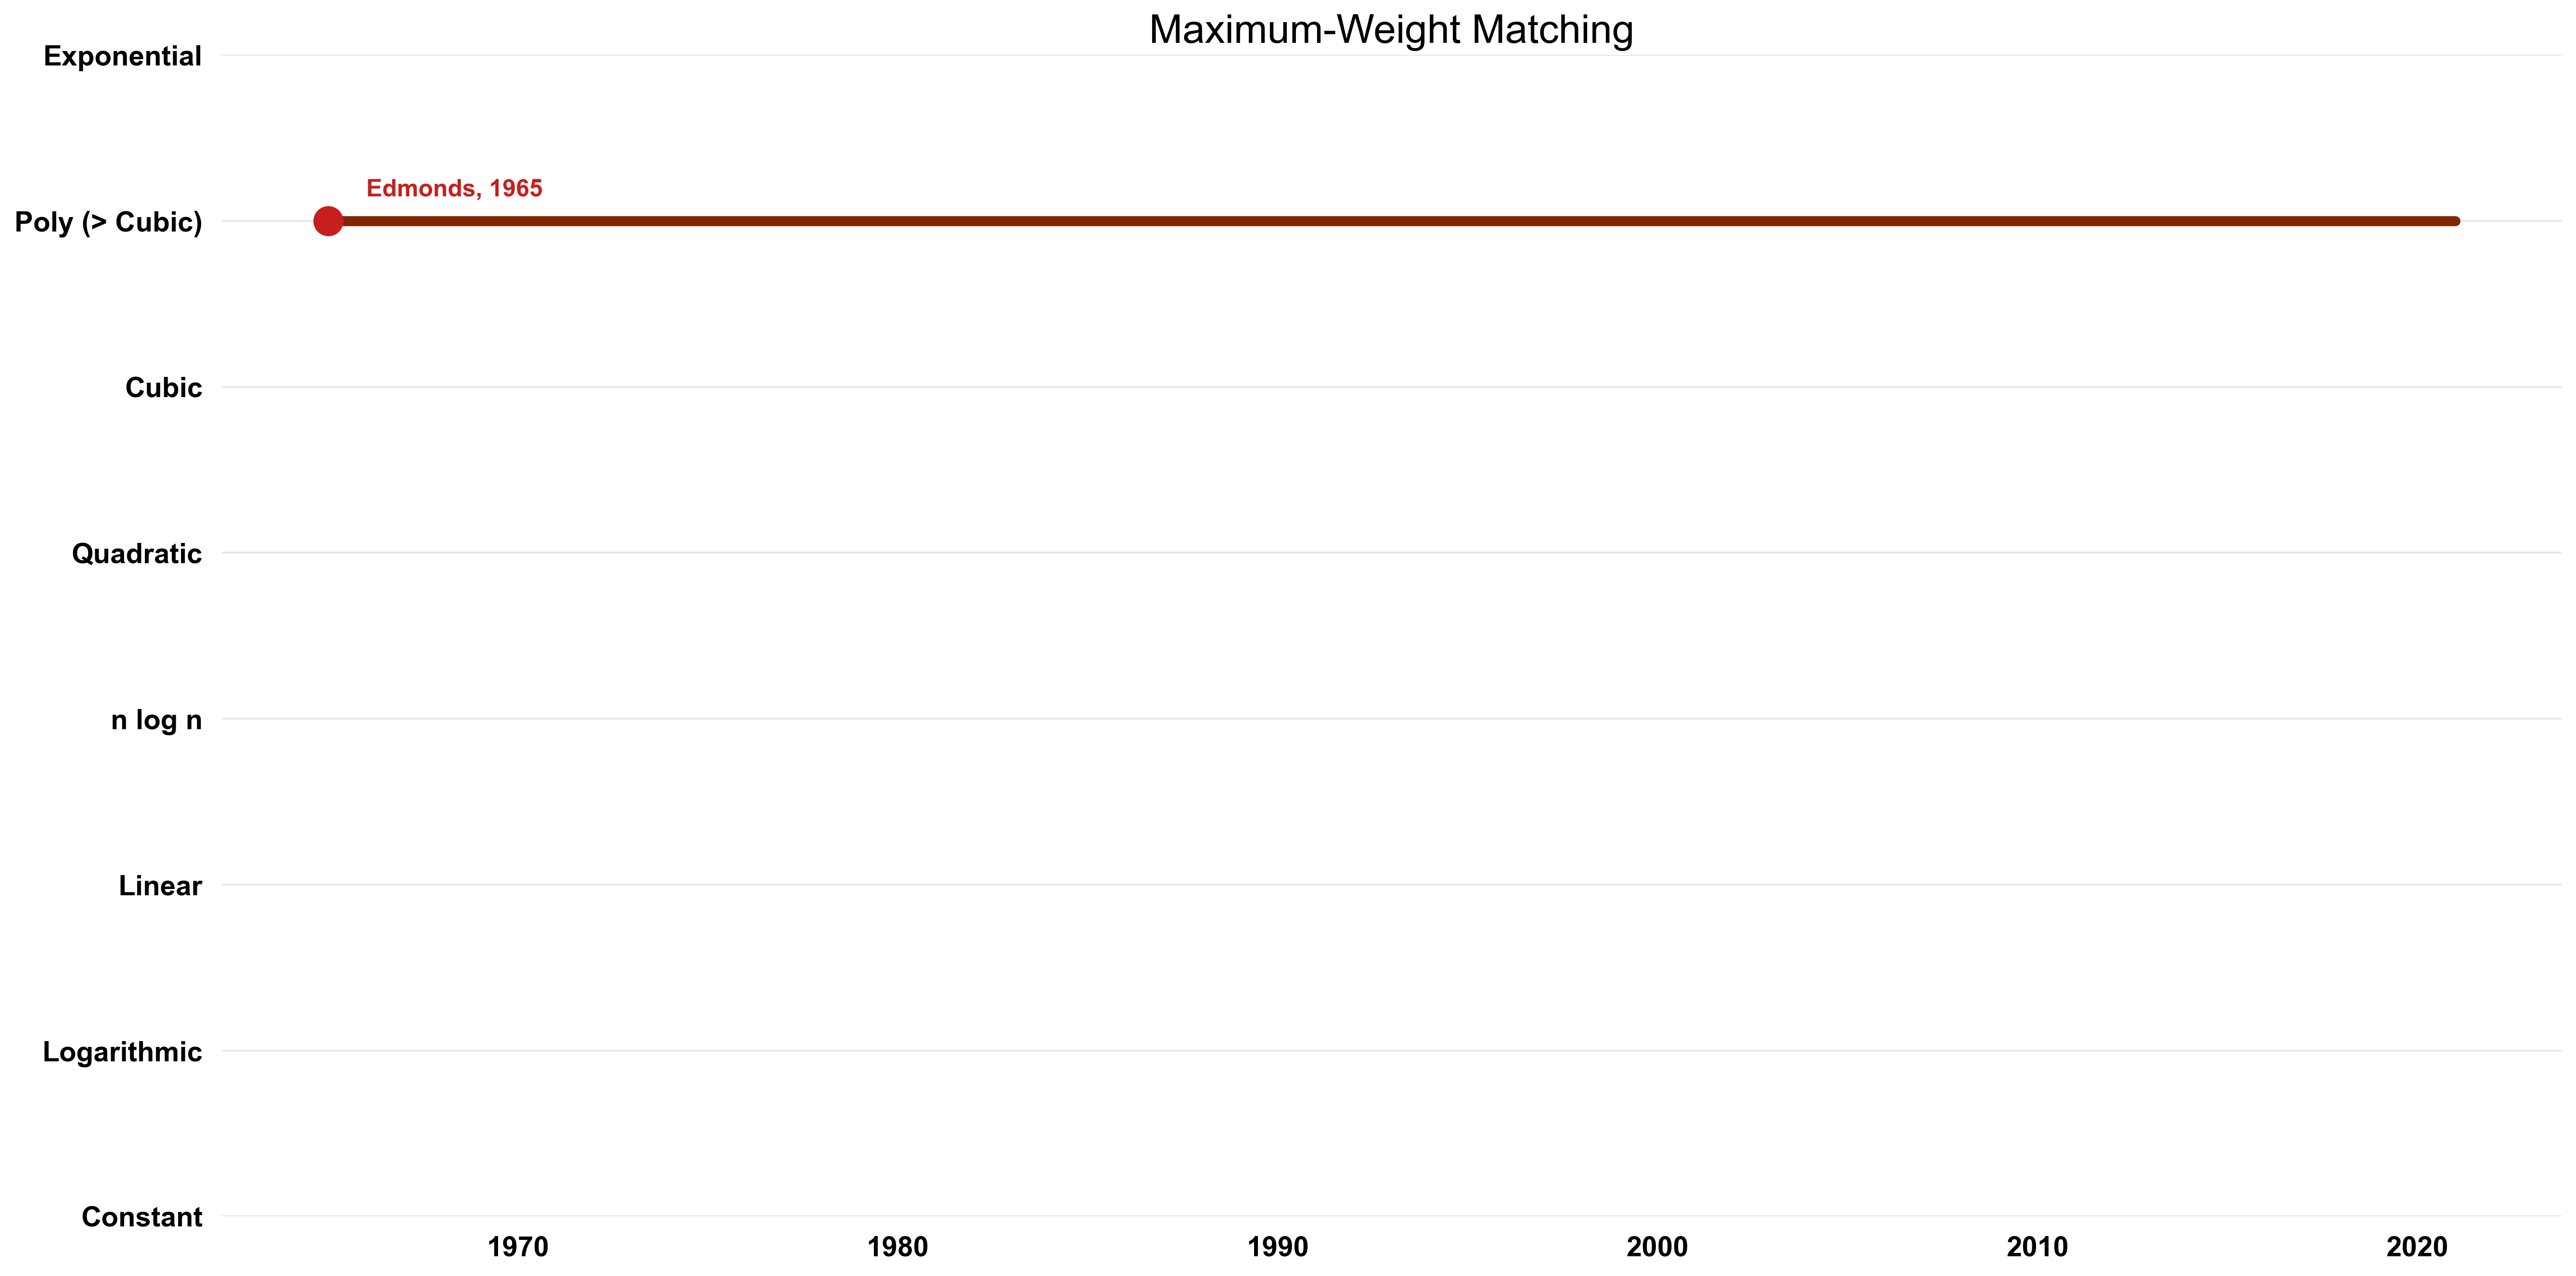 Maximum-Weight Matching
Exponential
Edmonds, 1965
Poly (> Cubic)
Cubic
Quadratic
n log n
Linear
Logarithmic
Constant
1970 1980 1990 2000 2010 2020